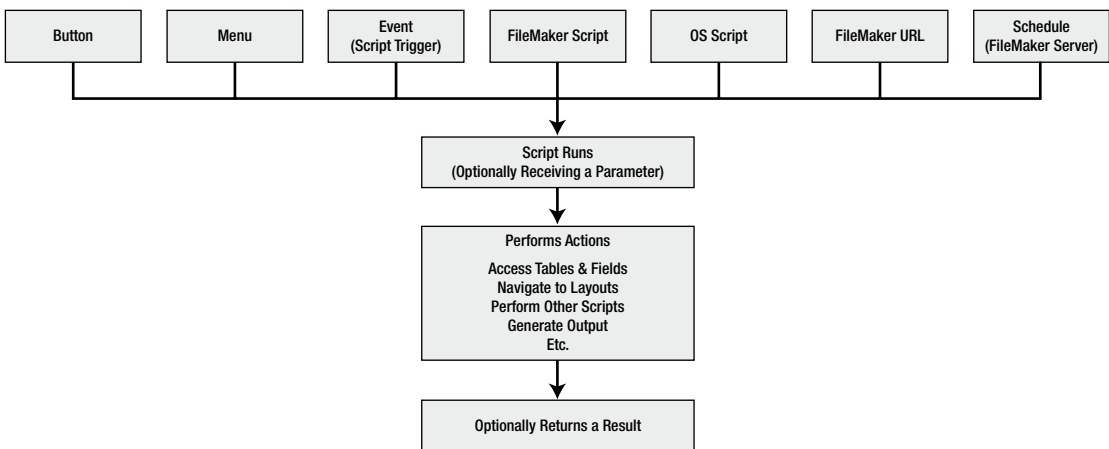 Button
Menu
Event
(Script Trigger)
FileMaker Script
OS Script
FileMaker URL
Schedule
(FileMaker Server)
Script Runs
(Optionally Receiving a Parameter)
Performs Actions
Access Tables & Fields
Navigate to Layouts
Perform Other Scripts
Generate Output
Etc.
Optionally Returns a Result